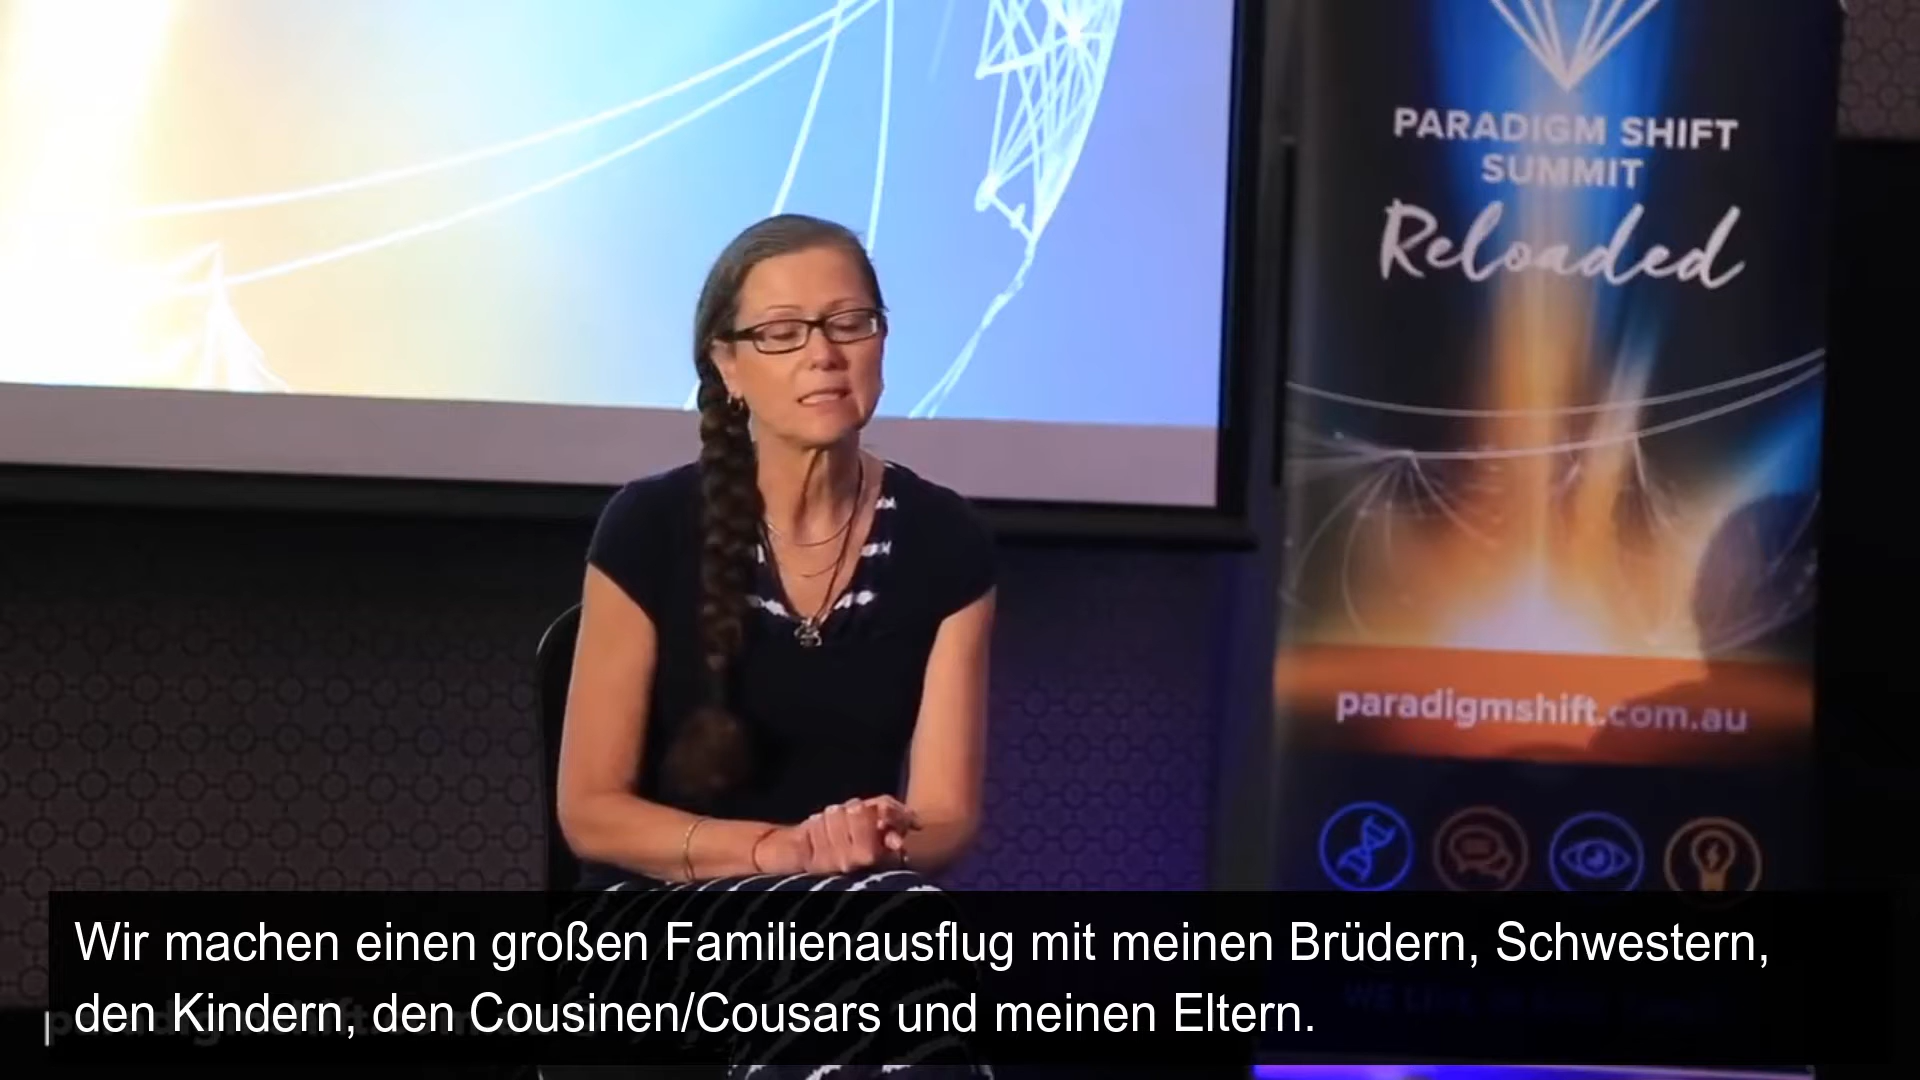 PARADIGM SHIFT
SUMMIT
Reloaded
paradigmshift.com.au
Wir machen einen großen Familienausflug mit meinen Brüdern, Schwestern,
den Kindern, den Cousinen/Cousars und meinen Eltern.